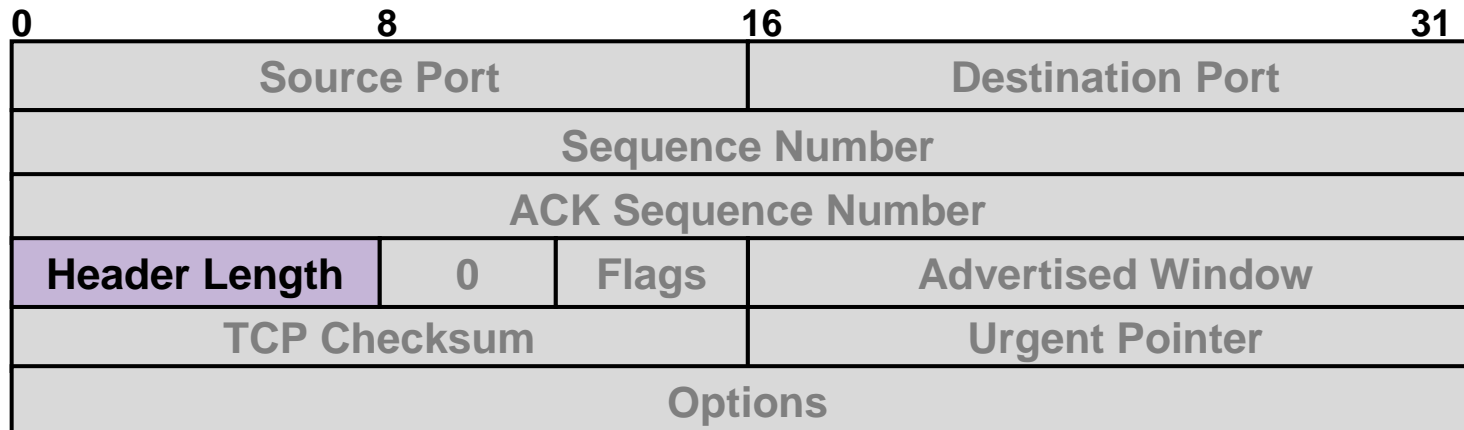 0 8 16 31
Source Port Destination Port
Sequence Number
ACK Sequence Number
Header Length 0 Flags Advertised Window
TCP Checksum Urgent Pointer
Options